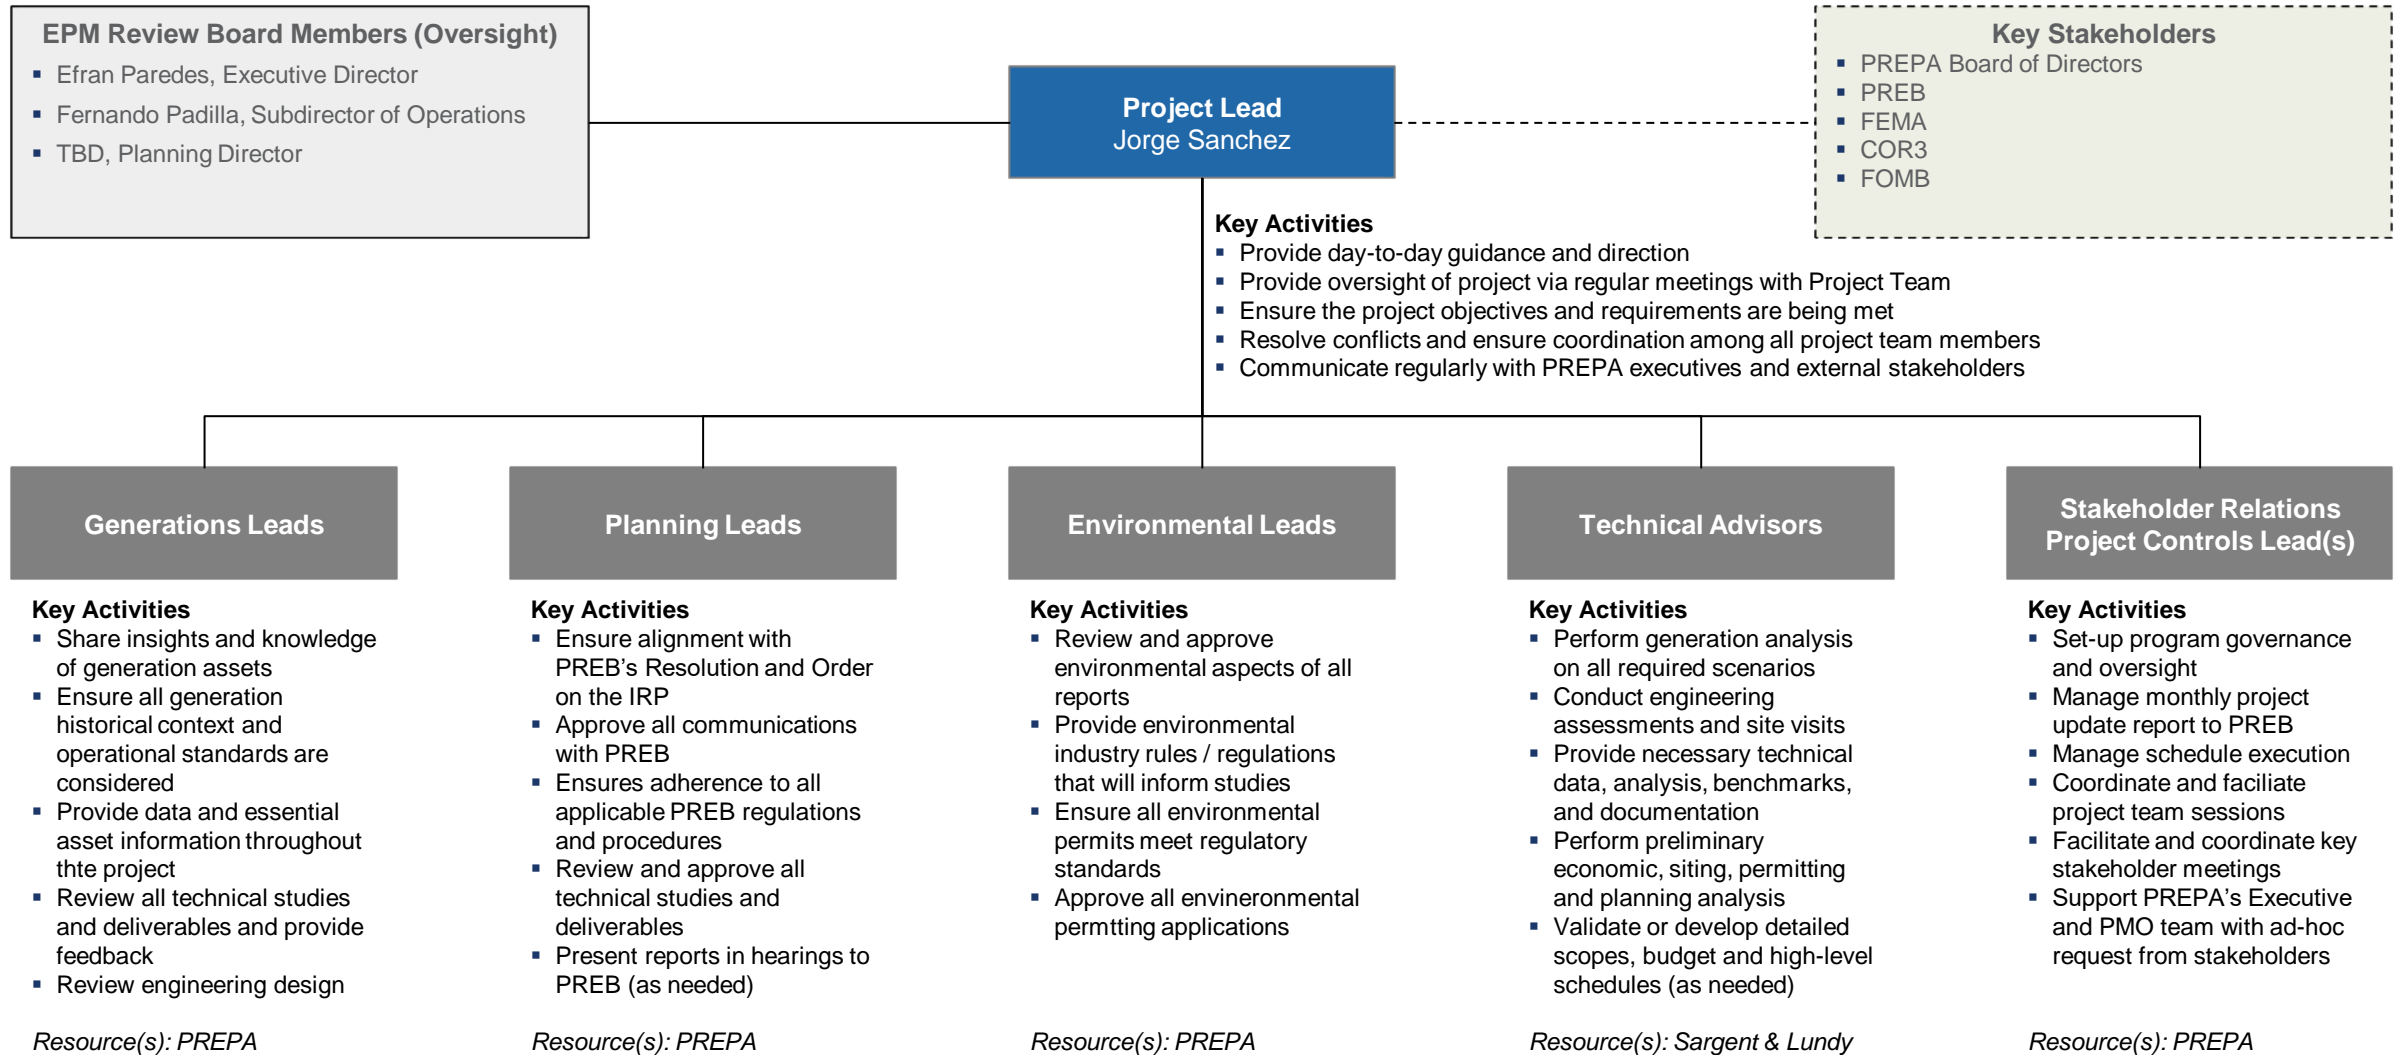 EPM Review Board Members (Oversight)
▪ Efran Paredes, Executive Director
▪ Fernando Padilla, Subdirector of Operations
▪ TBD, Planning Director
Project Lead
Jorge Sanchez
Key Stakeholders
▪ PREPA Board of Directors
▪ PREB
▪ FEMA
▪ COR3
▪ FOMB
Key Activities
▪ Provide day-to-day guidance and direction
▪ Provide oversight of project via regular meetings with Project Team
▪ Ensure the project objectives and requirements are being met
▪ Resolve conflicts and ensure coordination among all project team members
▪ Communicate regularly with PREPA executives and external stakeholders
Generations Leads
Key Activities
▪ Share insights and knowledge
of generation assets
▪ Ensure all generation
historical context and
operational standards are
considered
▪ Provide data and essential
asset information throughout
thte project
▪ Review all technical studies
and deliverables and provide
feedback
▪ Review engineering design
Resource(s): PREPA
Planning Leads
Key Activities
▪ Ensure alignment with
PREB’s Resolution and Order
on the IRP
▪ Approve all communications
with PREB
▪ Ensures adherence to all
applicable PREB regulations
and procedures
▪ Review and approve all
technical studies and
deliverables
▪ Present reports in hearings to
PREB (as needed)
Resource(s): PREPA
Environmental Leads
Key Activities
▪ Review and approve
environmental aspects of all
reports
▪ Provide environmental
industry rules / regulations
that will inform studies
▪ Ensure all environmental
permits meet regulatory
standards
▪ Approve all envineronmental
permtting applications
Resource(s): PREPA
Technical Advisors
Key Activities
▪ Perform generation analysis
on all required scenarios
▪ Conduct engineering
assessments and site visits
▪ Provide necessary technical
data, analysis, benchmarks,
and documentation
▪ Perform preliminary
economic, siting, permitting
and planning analysis
▪ Validate or develop detailed
scopes, budget and high-level
schedules (as needed)
Resource(s): Sargent & Lundy
Stakeholder Relations
Project Controls Lead(s)
Key Activities
▪ Set-up program governance
and oversight
▪ Manage monthly project
update report to PREB
▪ Manage schedule execution
▪ Coordinate and faciliate
project team sessions
▪ Facilitate and coordinate key
stakeholder meetings
▪ Support PREPA’s Executive
and PMO team with ad-hoc
request from stakeholders
Resource(s): PREPA